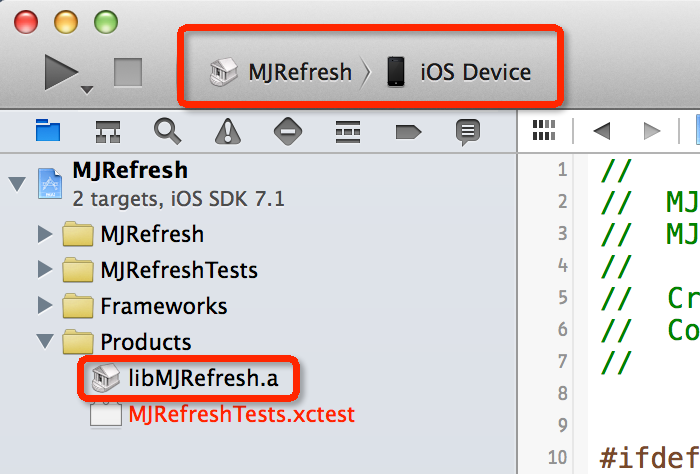 MJRefresh
iOS Device
MJRefresh
2 targets, iOS SDK 7.1
MJRefresh
MJRefreshTests
Frameworks
Products
libMJRefresh.a
MJRefreshTests.xctest
1 //
2 // MJ
3 // MJ
4 //
5 // Cr
6 // Co
7 //
8
9
10 #ifdef